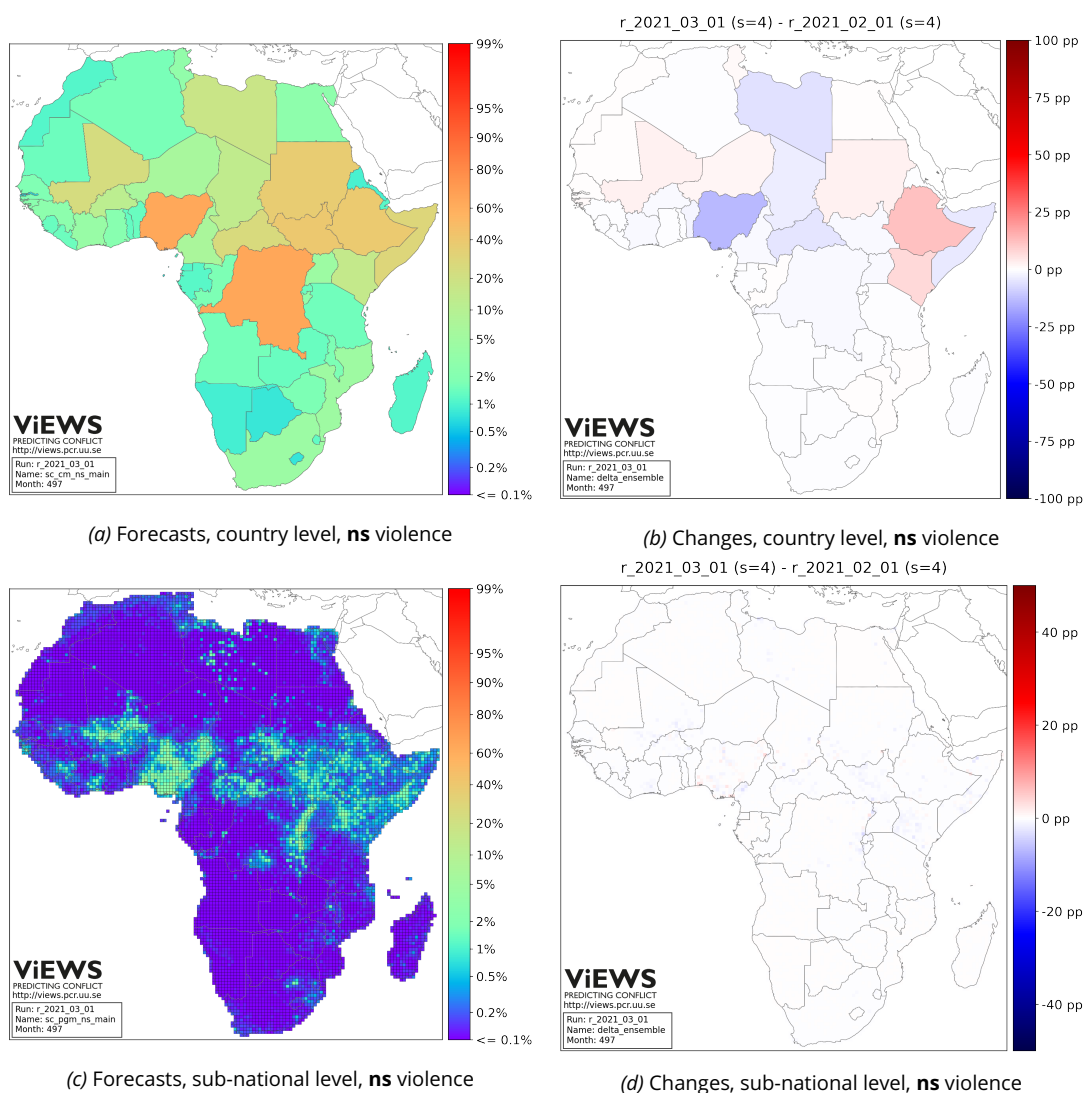 r_2021_03_01 (s=4) - r_2021_02_01 (s=4)
99%
95%
90%
80%
60%
40%
20%
10%
5%
2%
1%
0.5%
0.2%
<= 0.1%
ViEWS
PREDICTING CONFLICT
http://views.pcr.uu.se
Run: r_2021_03_01
Name: sc_cm_ns_main
Month: 497
100 pp
75 pp
50 pp
25 pp
0 pp
-25 pp
-50 pp
-75 pp
-100 pp
ViEWS
PREDICTING CONFLICT
http://views.pcr.uu.se
Run: r_2021_03_01
Name: delta_ensemble
Month: 497
(a) Forecasts, country level, ns violence
(b) Changes, country level, ns violence
r_2021_03_01 (s=4) - r_2021_02_01 (s=4)
99%
95%
90%
80%
60%
40%
20%
10%
5%
2%
1%
0.5%
0.2%
<= 0.1%
ViEWS
PREDICTING CONFLICT
http://views.pcr.uu.se
Run: r_2021_03_01
Name: sc_pgm_ns_main
Month: 497
40 pp
20 pp
0 pp
-20 pp
-40 pp
ViEWS
PREDICTING CONFLICT
http://views.pcr.uu.se
Run: r_2021_03_01
Name: delta_ensemble
Month: 497
(c) Forecasts, sub-national level, ns violence
(d) Changes, sub-national level, ns violence